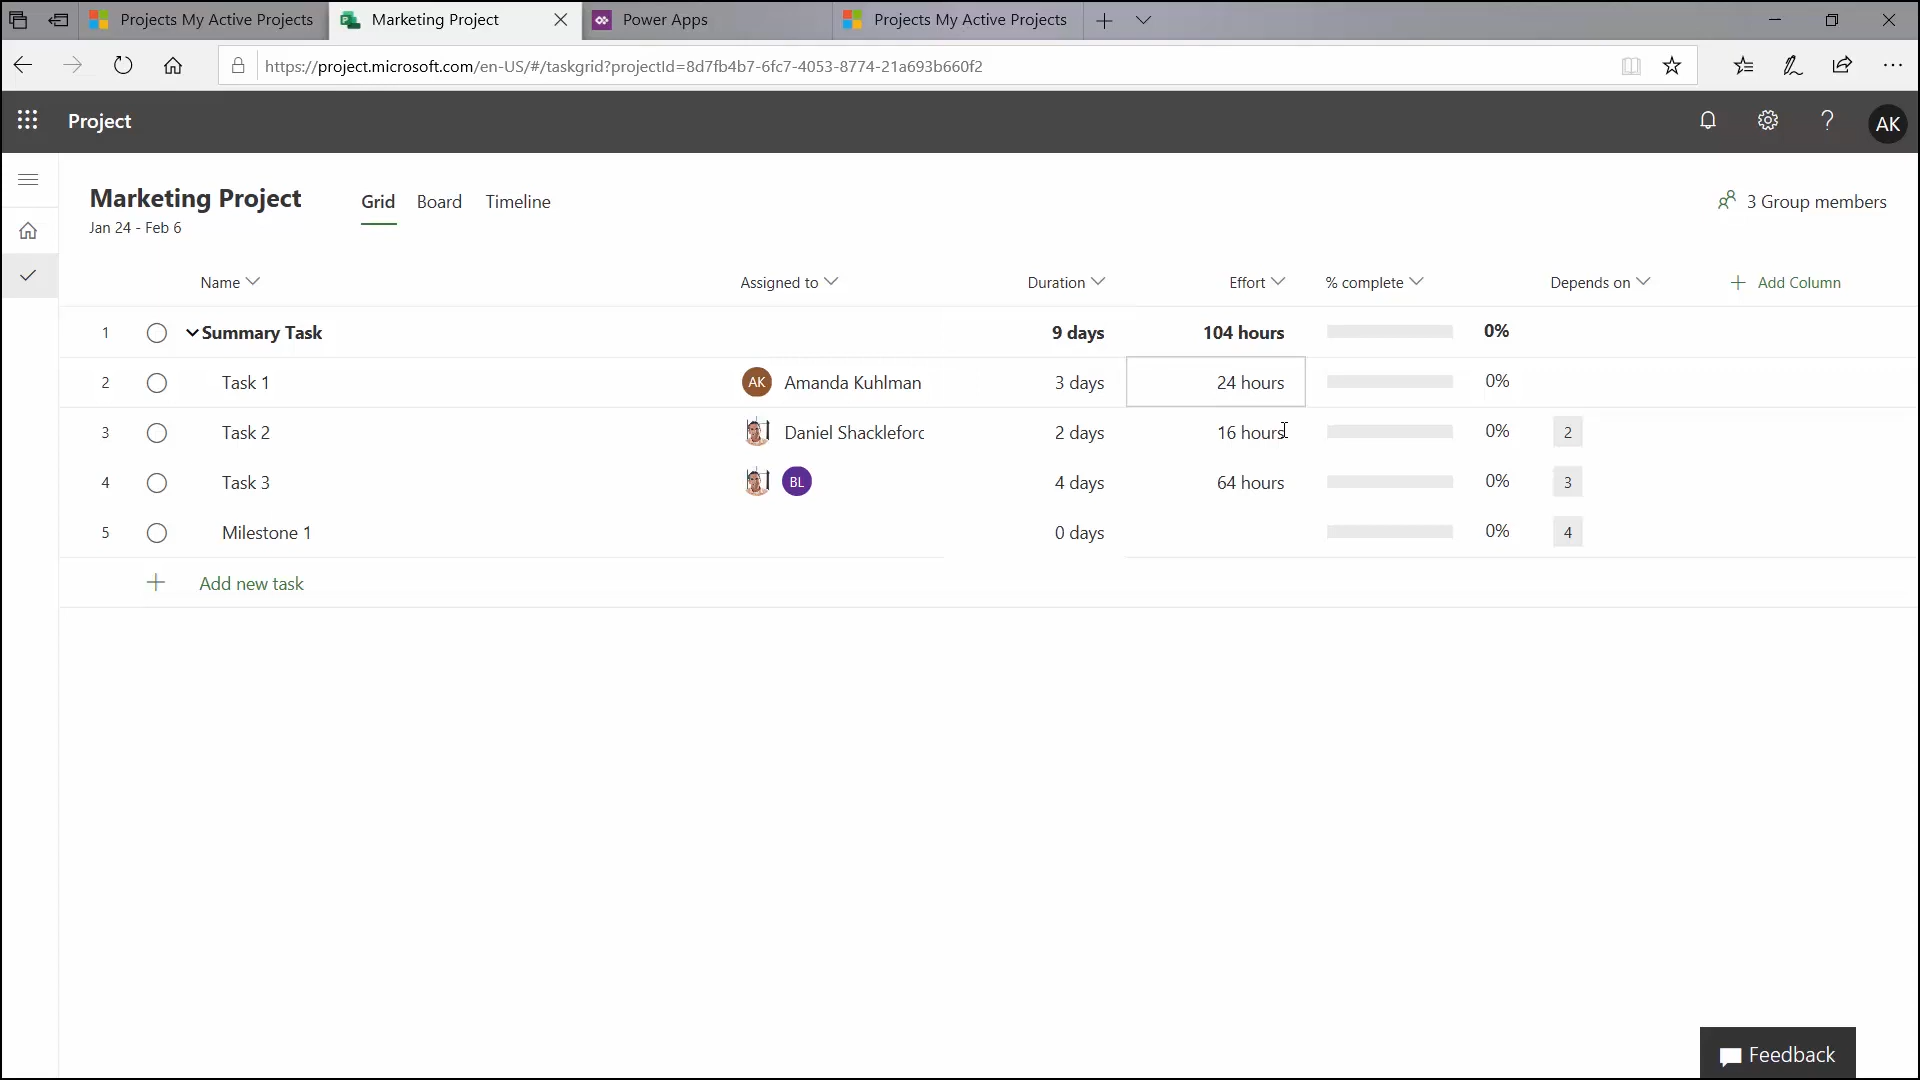 Projects My Active Projects
Marketing Project
Power Apps
Projects My Active Projects
https://project.microsoft.com/en-US/#/taskgrid?projectId=8d7fb4b7-6fc7-4053-8774-21a693b660f2
Project
?
AK
Marketing Project
Grid Board Timeline
3 Group members
Jan 24 - Feb 6
Name Assigned to Duration Effort % complete Depends on Add Column
1 Summary Task 9 days 104 hours 0%
2 Task 1 AK Amanda Kuhlman 3 days 24 hours 0%
3 Task 2 Daniel Shackleford 2 days 16 hours 0% 2
4 Task 3 BL 4 days 64 hours 0% 3
5 Milestone 1 0 days 0% 4
Add new task
Feedback